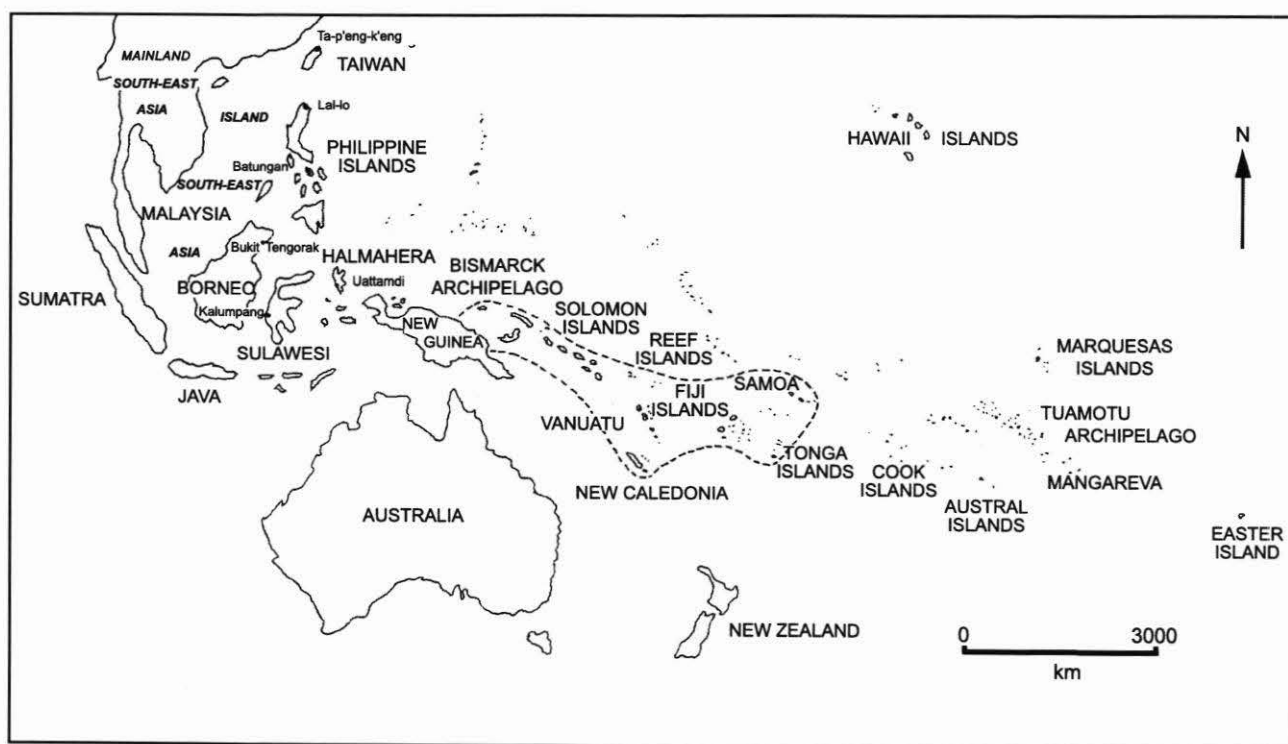 Ta-p'eng-k'eng
MAINLAND
TAIWAN
SOUTH-EAST
ASIA
ISLAND
Lal-lo
HAWAII ISLANDS
N
PHILIPPINE
ISLANDS
Batungan
SOUTH-EAST
MALAYSIA
ASIA
Bukit Tengorak
HALMAHERA
Uattamdi
BISMARCK
ARCHIPELAGO
SUMATRA
BORNEO
Kalumpang
NEW
GUINEA
SOLOMON
ISLANDS
REEF
ISLANDS
SULAWESI
JAVA
MARQUESAS
ISLANDS
SAMOA
FIJI
ISLANDS
VANUATU
TUAMOTU
ARCHIPELAGO
TONGA
ISLANDS
COOK
ISLANDS
MANGAREVA
NEW CALEDONIA
AUSTRAL
ISLANDS
AUSTRALIA
EASTER
ISLAND
NEW ZEALAND
0 3000
km